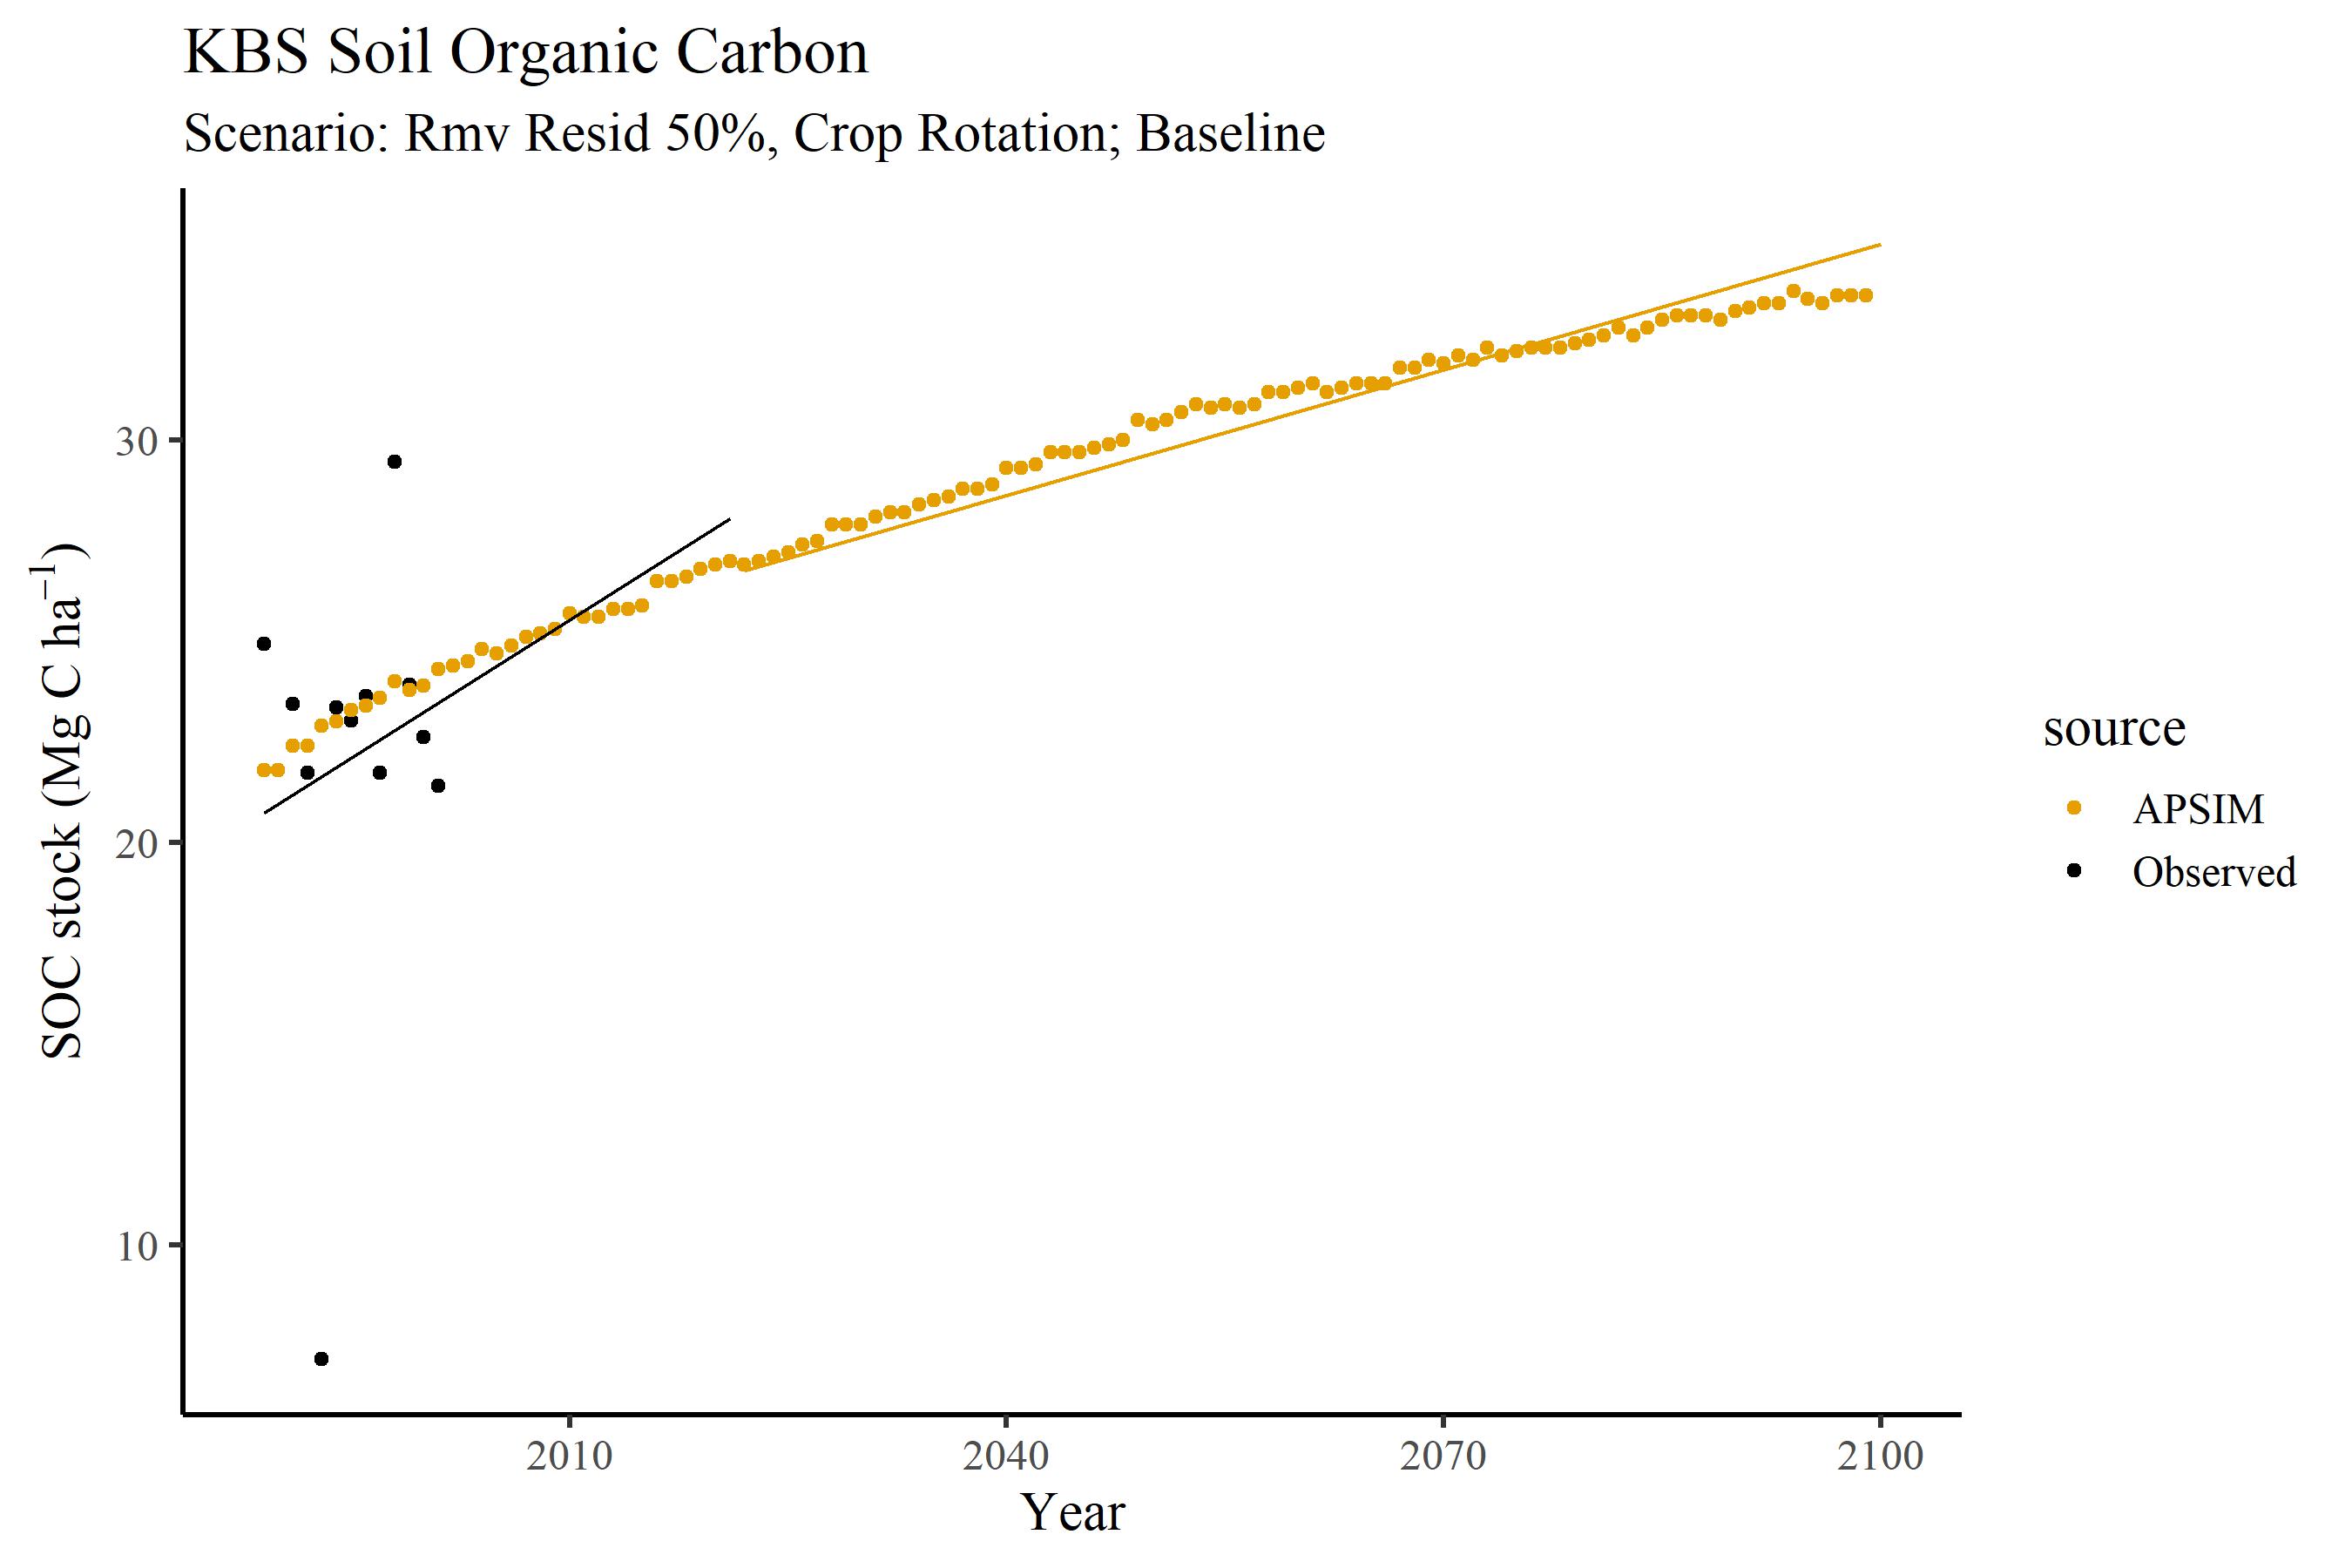 KBS Soil Organic Carbon
Scenario: Rmv Resid 50%, Crop Rotation; Baseline
SOC stock (Mg C ha⁻¹)
30
20
10
2010 2040 2070 2100
Year
source
APSIM
Observed